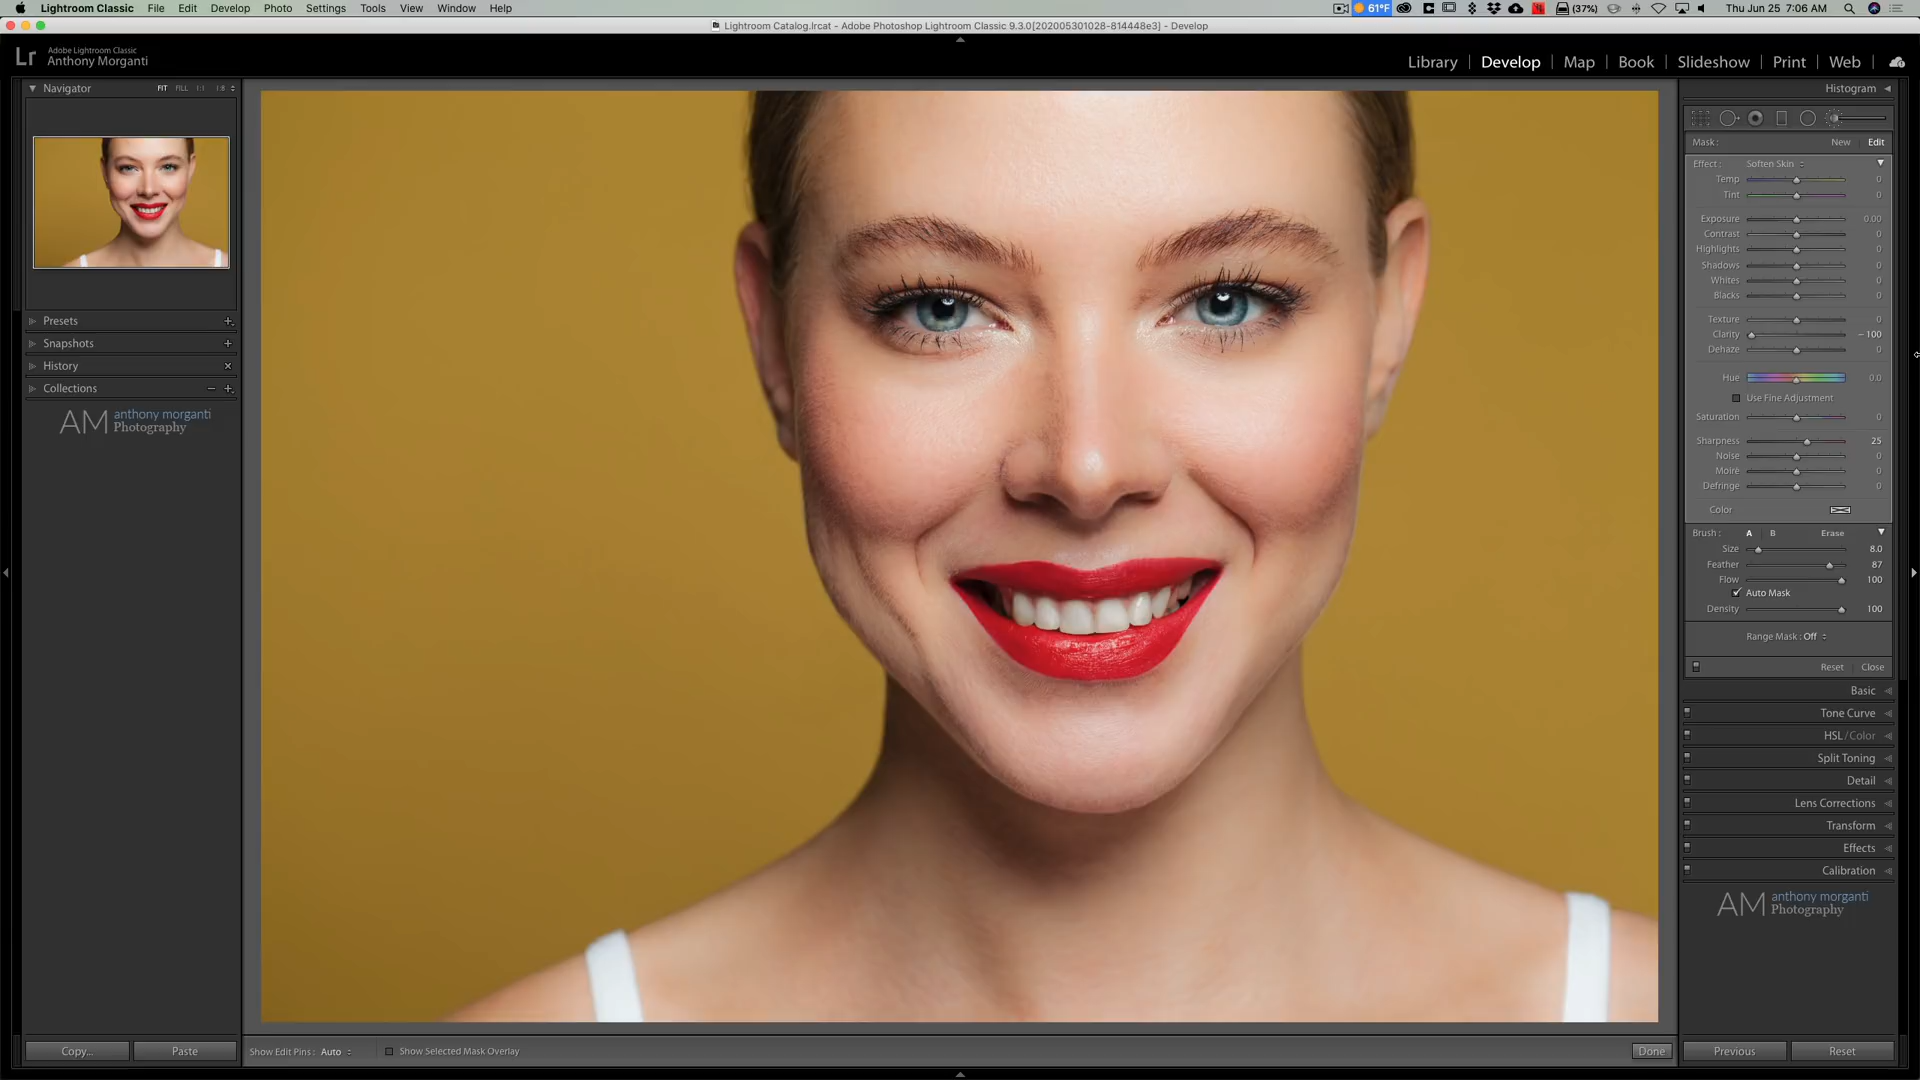 Lightroom Classic File Edit Develop Photo Settings Tools View Window Help 61°F (37%) Thu Jun 25 7:06 AM
Lightroom Catalog.lrcat - Adobe Photoshop Lightroom Classic 9.3.0[202005301028-814448e3] - Develop
Lr Adobe Lightroom Classic
Anthony Morganti
Library | Develop | Map | Book | Slideshow | Print | Web
Navigator FIT FILL 1:1 1:8
Presets
Snapshots
History
Collections
AM anthony morganti
Photography
Histogram
Mask : New Edit
Effect : Soften Skin
Temp 0
Tint 0
Exposure 0.00
Contrast 0
Highlights 0
Shadows 0
Whites 0
Blacks 0
Texture 0
Clarity – 100
Dehaze 0
Hue 0.0
Use Fine Adjustment
Saturation 0
Sharpness 25
Noise 0
Moire 0
Defringe 0
Color
Brush : A B Erase
Size 8.0
Feather 87
Flow 100
Auto Mask
Density 100
Range Mask : Off
Reset Close
Basic
Tone Curve
HSL / Color
Split Toning
Detail
Lens Corrections
Transform
Effects
Calibration
AM anthony morganti
Photography
Copy... Paste
Show Edit Pins : Auto Show Selected Mask Overlay Done
Previous Reset